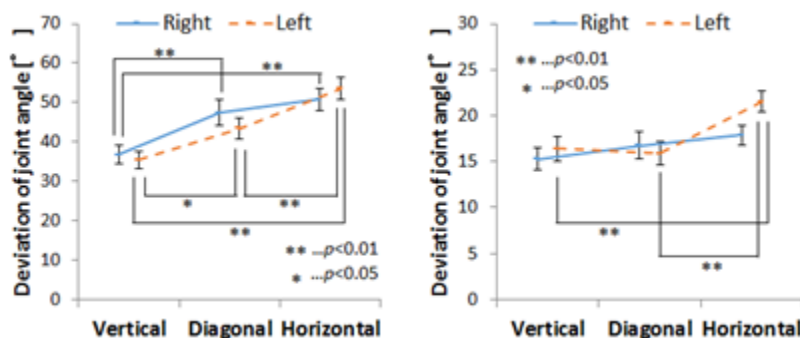 Deviation of joint angle [°]
70
60
50
40
30
20
10
0
Right
Left
**
**
*
**
**
** ...p<0.01
* ...p<0.05
Vertical
Diagonal
Horizontal
Deviation of joint angle [°]
30
25
20
15
10
5
0
Right
Left
** ...p<0.01
* ...p<0.05
**
**
Vertical
Diagonal
Horizontal